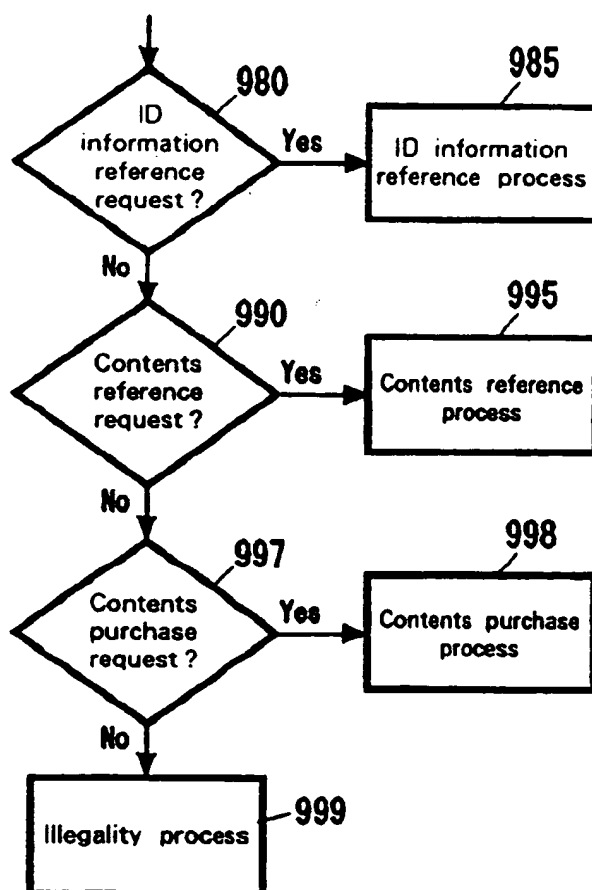 980
ID
information
reference
request ?
Yes
985
ID information
reference process
No
990
Contents
reference
request ?
Yes
995
Contents reference
process
No
997
Contents
purchase
request ?
Yes
998
Contents purchase
process
No
Illegality process
999